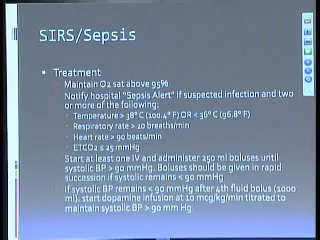 SIRS/Sepsis
Treatment
Maintain O2 sat above 95%
Notify hospital "Sepsis Alert" if suspected infection and two
or more of the following:
Temperature > 38° C (100.4° F) OR < 36° C (96.8° F)
Respiratory rate > 20 breaths/min
Heart rate > 90 beats/min
ETCO2 ≤ 25 mmHg
Start at least one IV and administer 250 ml boluses until
systolic BP > 90 mmHg. Boluses should be given in rapid
succession if systolic remains < 90 mmHg
If systolic BP remains < 90 mmHg after 4th fluid bolus (1000
ml), start dopamine infusion at 10 mcg/kg/min titrated to
maintain systolic BP > 90 mm Hg